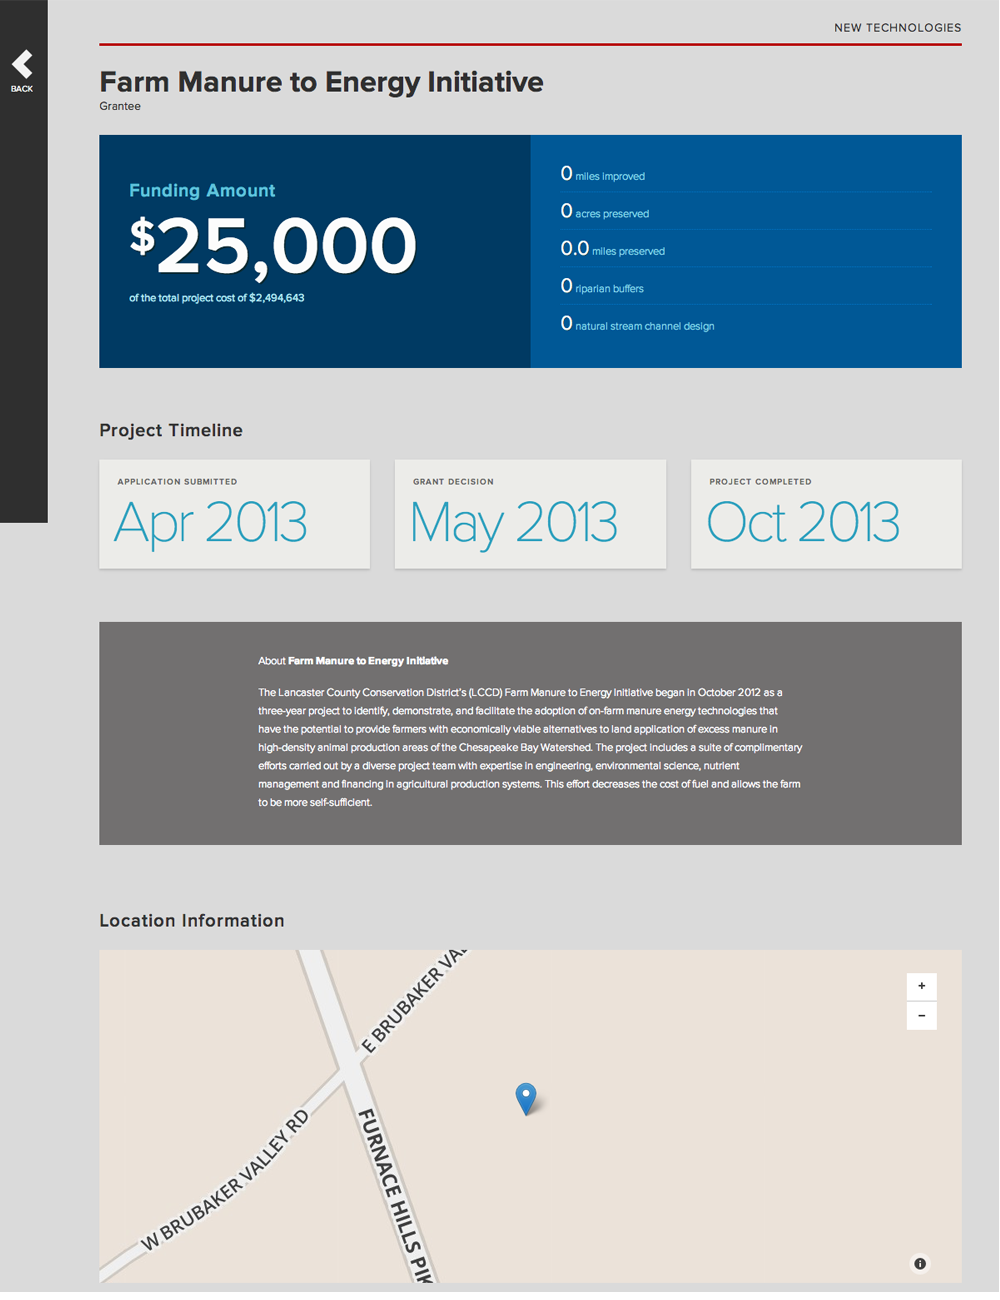 NEW TECHNOLOGIES
BACK
Farm Manure to Energy Initiative
Grantee
Funding Amount
$25,000
of the total project cost of $2,494,643
0 miles improved
0 acres preserved
0.0 miles preserved
0 riparian buffers
0 natural stream channel design
Project Timeline
APPLICATION SUBMITTED
Apr 2013
GRANT DECISION
May 2013
PROJECT COMPLETED
Oct 2013
About Farm Manure to Energy Initiative
The Lancaster County Conservation District's (LCCD) Farm Manure to Energy Initiative began in October 2012 as a
three-year project to identify, demonstrate, and facilitate the adoption of on-farm manure energy technologies that
have the potential to provide farmers with economically viable alternatives to land application of excess manure in
high-density animal production areas of the Chesapeake Bay Watershed. The project includes a suite of complimentary
efforts carried out by a diverse project team with expertise in engineering, environmental science, nutrient
management and financing in agricultural production systems. This effort decreases the cost of fuel and allows the farm
to be more self-sufficient.
Location Information
E BRUBAKER VAL
W BRUBAKER VALLEY RD
FURNACE HILLS PIK
+
−
i